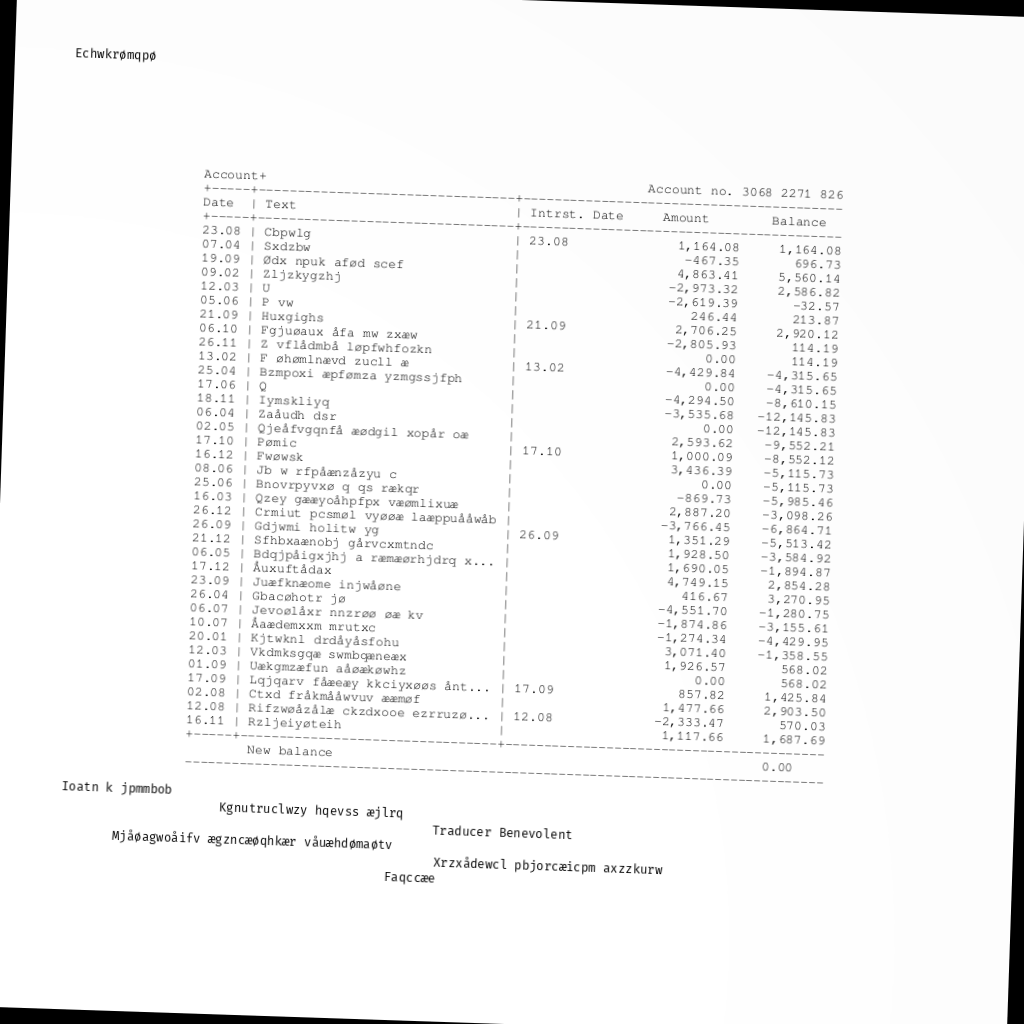 Echwkrømqpø
Account+
Account no. 3068 2271 826
+-----+---------------------------------+-----------------------------------------
Date | Text | Intrst. Date Amount Balance
+-----+---------------------------------+-----------------------------------------
23.08 | Cbpwlg | 23.08 1,164.08 1,164.08
07.04 | Sxdzbw | -467.35 696.73
19.09 | Ødx npuk afød scef | 4,863.41 5,560.14
09.02 | Zljzkygzhj | -2,973.32 2,586.82
12.03 | U | -2,619.39 -32.57
05.06 | P vw | 246.44 213.87
21.09 | Huxgighs | 21.09 2,706.25 2,920.12
06.10 | Fgjuøaux åfa mw zxæw | -2,805.93 114.19
26.11 | Z vflådmbå løpfwhfozkn | 0.00 114.19
13.02 | F øhømlnævd zucll æ | 13.02 -4,429.84 -4,315.65
25.04 | Bzmpoxi æpfømza yzmgssjfph | 0.00 -4,315.65
17.06 | Q | -4,294.50 -8,610.15
18.11 | Iymskliyq | -3,535.68 -12,145.83
06.04 | Zaåudh dsr | 0.00 -12,145.83
02.05 | Qjeåfvgqnfå æødgil xopår oæ | 2,593.62 -9,552.21
17.10 | Pømic | 17.10 1,000.09 -8,552.12
16.12 | Fwøwsk | 3,436.39 -5,115.73
08.06 | Jb w rfpåænzåzyu c | 0.00 -5,115.73
25.06 | Bnovrpyvxø q qs rækqr | -869.73 -5,985.46
16.03 | Qzey gææyoåhpfpx væømlixuæ | 2,887.20 -3,098.26
26.12 | Crmiut pcsmøl vyøøæ laæppuååwåb | -3,766.45 -6,864.71
26.09 | Gdjwmi holitw yg | 26.09 1,351.29 -5,513.42
21.12 | Sfhbxaænobj gårvcxmtndc | 1,928.50 -3,584.92
06.05 | Bdqjpåigxjhj a ræmæørhjdrq x... | 1,690.05 -1,894.87
17.12 | Åuxuftådax | 4,749.15 2,854.28
23.09 | Juæfknæome injwåøne | 416.67 3,270.95
26.04 | Gbacøhotr jø | -4,551.70 -1,280.75
06.07 | Jevoølåxr nnzrøø øæ kv | -1,874.86 -3,155.61
10.07 | Åaædemxxm mrutxc | -1,274.34 -4,429.95
20.01 | Kjtwknl drdåyåsfohu | 3,071.40 -1,358.55
12.03 | Vkdmksgqæ swmbqæneæx | 1,926.57 568.02
01.09 | Uækgmzæfun aåøækøwhz | 0.00 568.02
17.09 | Lqjqarv fåæeæy kkciyxøøs ånt... | 17.09 857.82 1,425.84
02.08 | Ctxd fråkmååwvuv ææmøf | 1,477.66 2,903.50
12.08 | Rifzwøåzålæ ckzdxooe ezrruzø... | 12.08 -2,333.47 570.03
16.11 | Rzljeiyøteih | 1,117.66 1,687.69
+-----+---------------------------------+-----------------------------------------
New balance 0.00
----------------------------------------------------------------------------------
Ioatn k jpmmbob
Kgnutruclwzy hqevss æjlrq
Traducer Benevolent
Mjåøagwoåifv ægzncæøqhkær våuæhdømaøtv
Xrzxådewcl pbjorcæicpm axzzkurw
Faqccæe